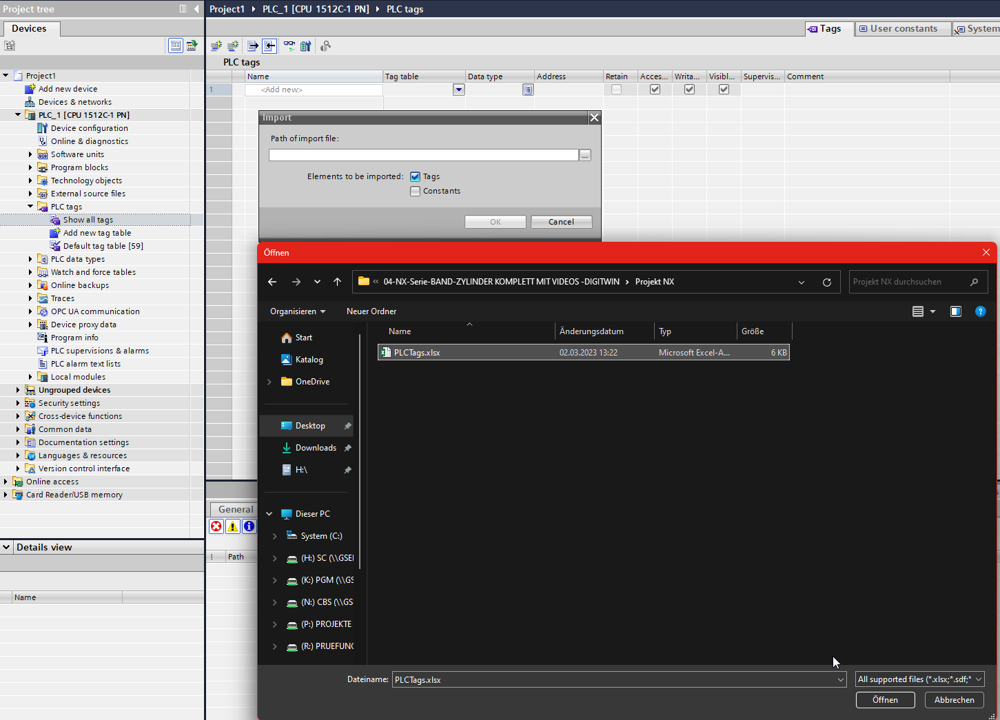 Project tree
Devices
Project1
Add new device
Devices & networks
PLC_1 [CPU 1512C-1 PN]
Device configuration
Online & diagnostics
Software units
Program blocks
Technology objects
External source files
PLC tags
Show all tags
Add new tag table
Default tag table [59]
PLC data types
Watch and force tables
Online backups
Traces
OPC UA communication
Device proxy data
Program info
PLC supervisions & alarms
PLC alarm text lists
Local modules
Ungrouped devices
Security settings
Cross-device functions
Common data
Documentation settings
Languages & resources
Version control interface
Online access
Card Reader/USB memory
Details view
Name
Project1 PLC_1 [CPU 1512C-1 PN] PLC tags
Tags User constants System
PLC tags
Name Tag table Data type Address Retain Acces... Writa... Visibl... Supervis... Comment
1 <Add new>
Import
Path of import file:
...
Elements to be imported: Tags
Constants
OK Cancel
General
! Path
Öffnen
« 04-NX-Serie-BAND-ZYLINDER KOMPLETT MIT VIDEOS -DIGITWIN › Projekt NX
Projekt NX durchsuchen
Organisieren Neuer Ordner
Name Änderungsdatum Typ Größe
PLCTags.xlsx 02.03.2023 13:22 Microsoft Excel-A... 6 KB
Start
Katalog
OneDrive
Desktop
Downloads
H:\
Dieser PC
System (C:)
(H:) SC (\\GSE
(K:) PGM (\\GS
(N:) CBS (\\GS
(P:) PROJEKTE
(R:) PRUEFUNG
Dateiname: PLCTags.xlsx All supported files (*.xlsx;*.sdf;*
Öffnen Abbrechen